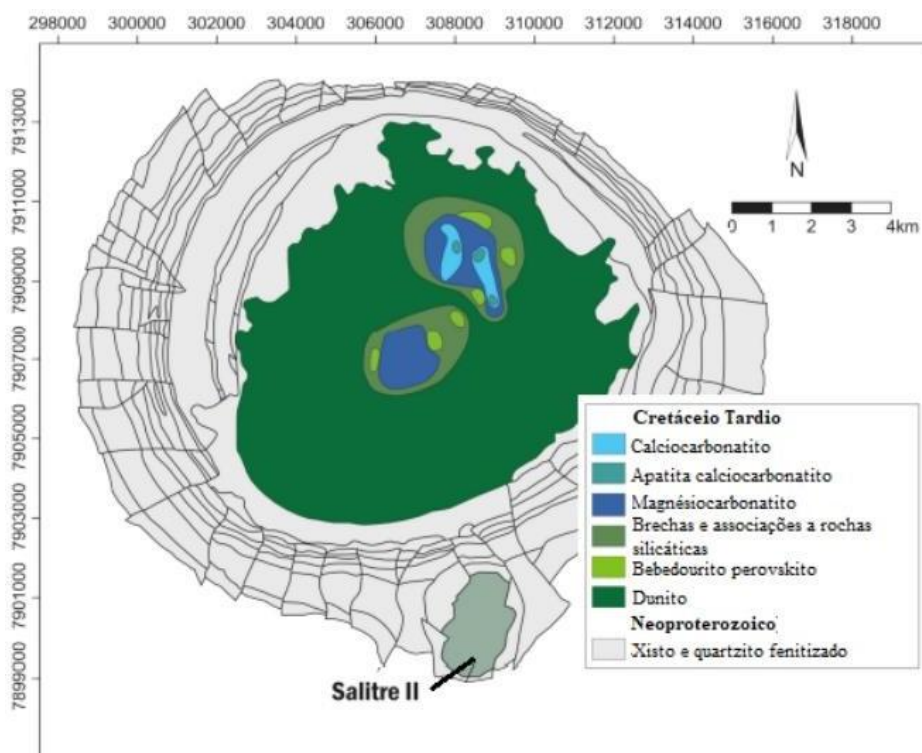 298000 300000 302000 304000 306000 308000 310000 312000 314000 316000 318000
7913000
7911000
7909000
7907000
7905000
7903000
7901000
7899000
N
0 1 2 3 4km
Cretáceio Tardio
Calciocarbonatito
Apatita calciocarbonatito
Magnésiocarbonatito
Brechas e associações a rochas
silicáticas
Bebedourito perovskito
Dunito
Neoproterozoico
Xisto e quartzito fenitizado
Salitre II